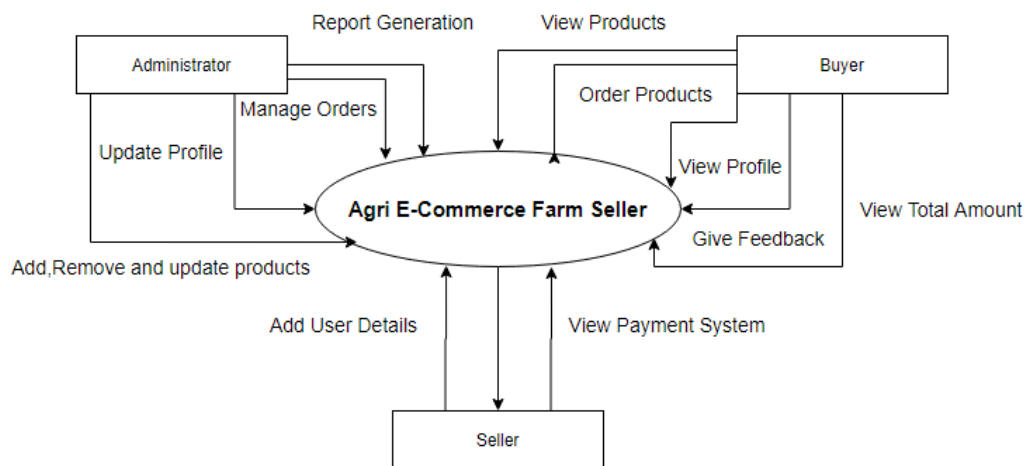 Report Generation
View Products
Administrator
Buyer
Manage Orders
Order Products
Update Profile
View Profile
Agri E-Commerce Farm Seller
View Total Amount
Give Feedback
Add,Remove and update products
Add User Details
View Payment System
Seller